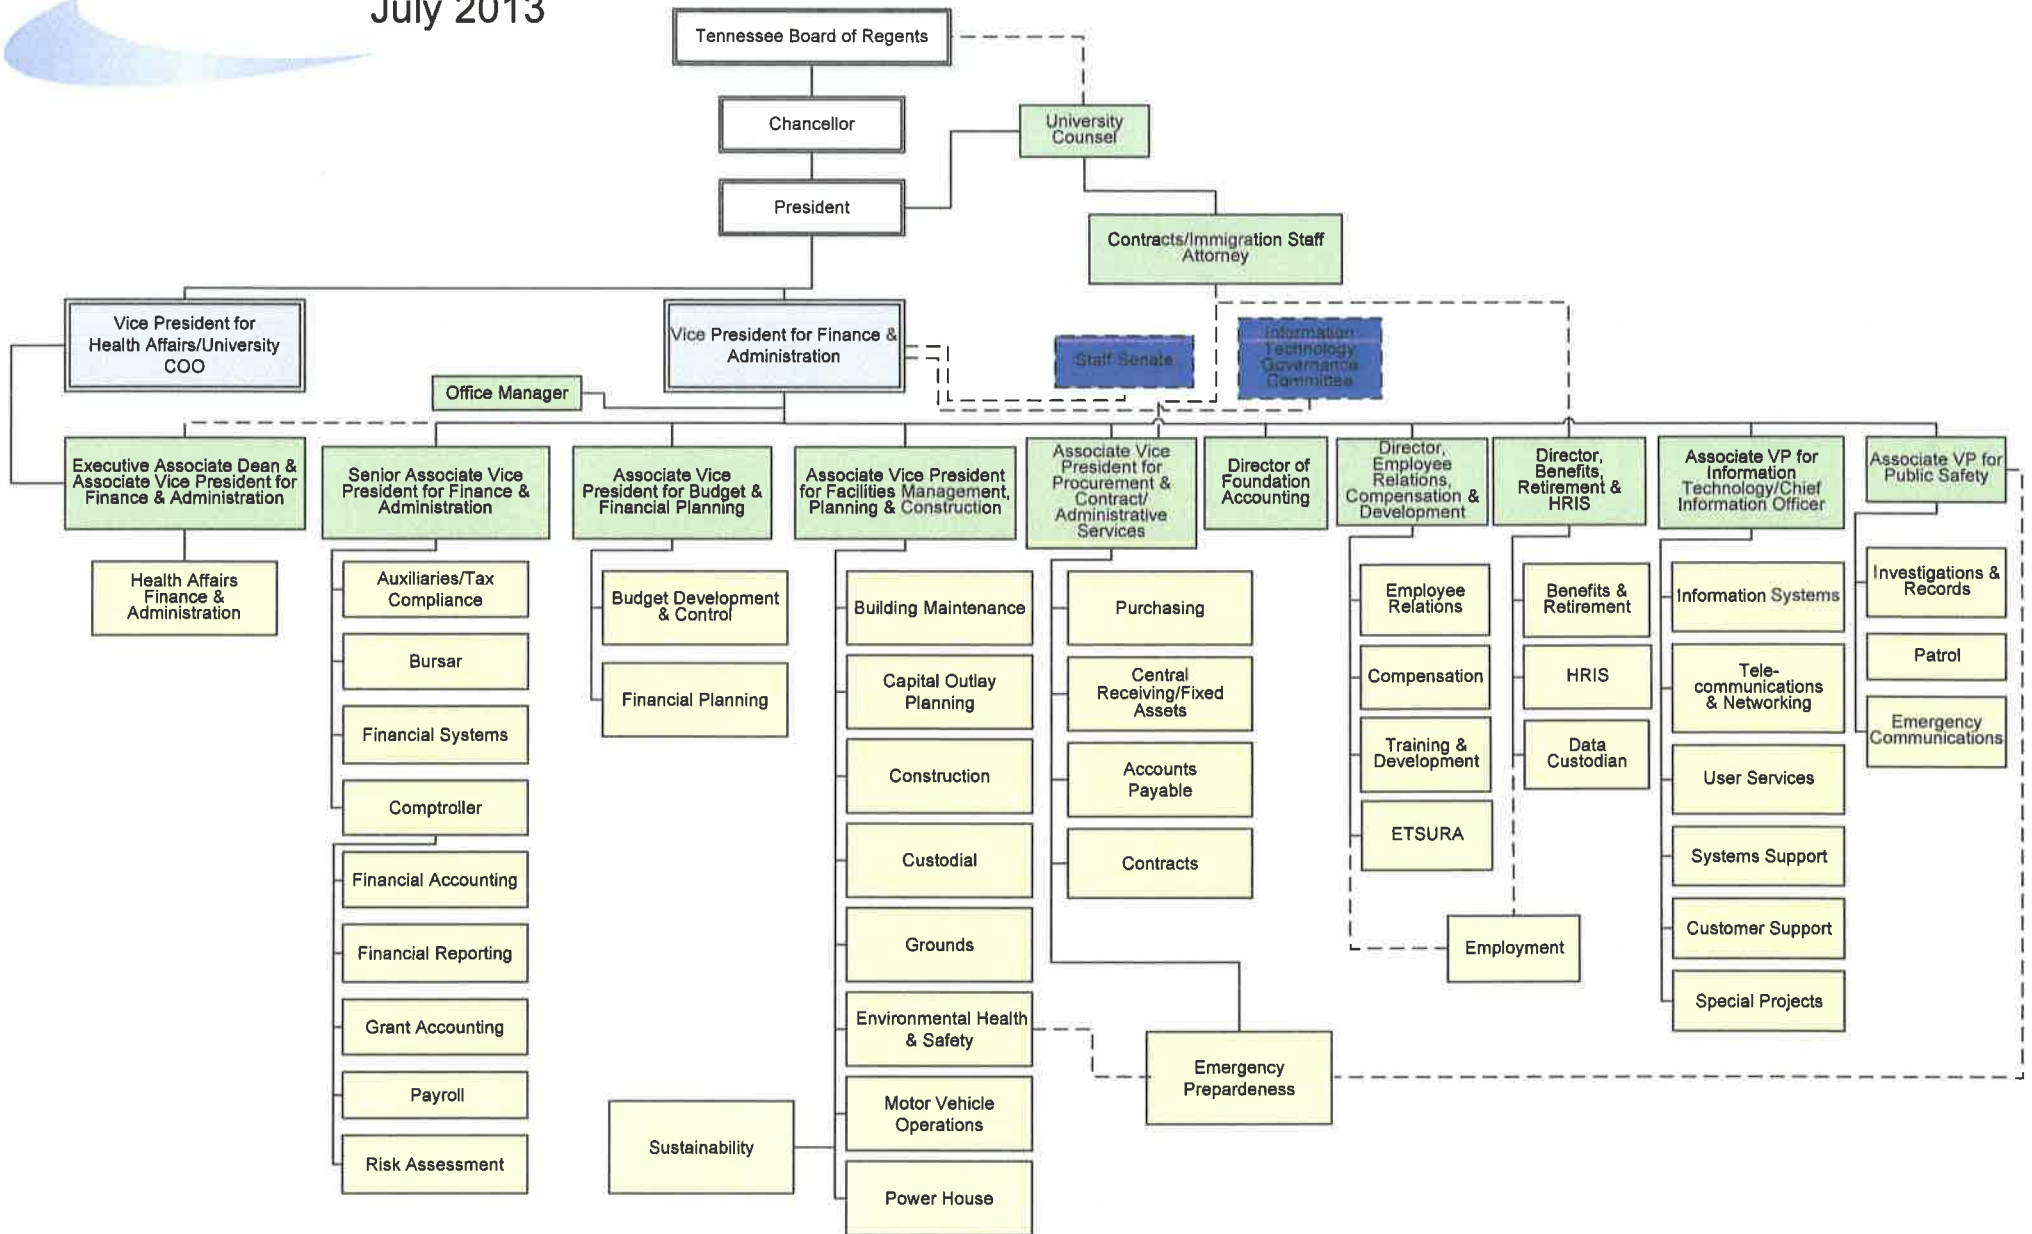 July 2013
Tennessee Board of Regents
Chancellor
University
Counsel
President
Contracts/Immigration Staff
Attorney
Vice President for
Health Affairs/University
COO
Vice President for Finance &
Administration
Staff Senate
Information
Technology
Governance
Committee
Office Manager
Executive Associate Dean &
Associate Vice President for
Finance & Administration
Senior Associate Vice
President for Finance &
Administration
Associate Vice
President for Budget &
Financial Planning
Associate Vice President
for Facilities Management,
Planning & Construction
Associate Vice
President for
Procurement &
Contract/
Administrative
Services
Director of
Foundation
Accounting
Director,
Employee
Relations,
Compensation &
Development
Director,
Benefits,
Retirement &
HRIS
Associate VP for
Information
Technology/Chief
Information Officer
Associate VP for
Public Safety
Health Affairs
Finance &
Administration
Auxiliaries/Tax
Compliance
Bursar
Financial Systems
Comptroller
Financial Accounting
Financial Reporting
Grant Accounting
Payroll
Risk Assessment
Budget Development
& Control
Financial Planning
Sustainability
Building Maintenance
Capital Outlay
Planning
Construction
Custodial
Grounds
Environmental Health
& Safety
Motor Vehicle
Operations
Power House
Purchasing
Central
Receiving/Fixed
Assets
Accounts
Payable
Contracts
Emergency
Prepardeness
Employee
Relations
Compensation
Training &
Development
ETSURA
Benefits &
Retirement
HRIS
Data
Custodian
Employment
Information Systems
Tele-
communications
& Networking
User Services
Systems Support
Customer Support
Special Projects
Investigations &
Records
Patrol
Emergency
Communications